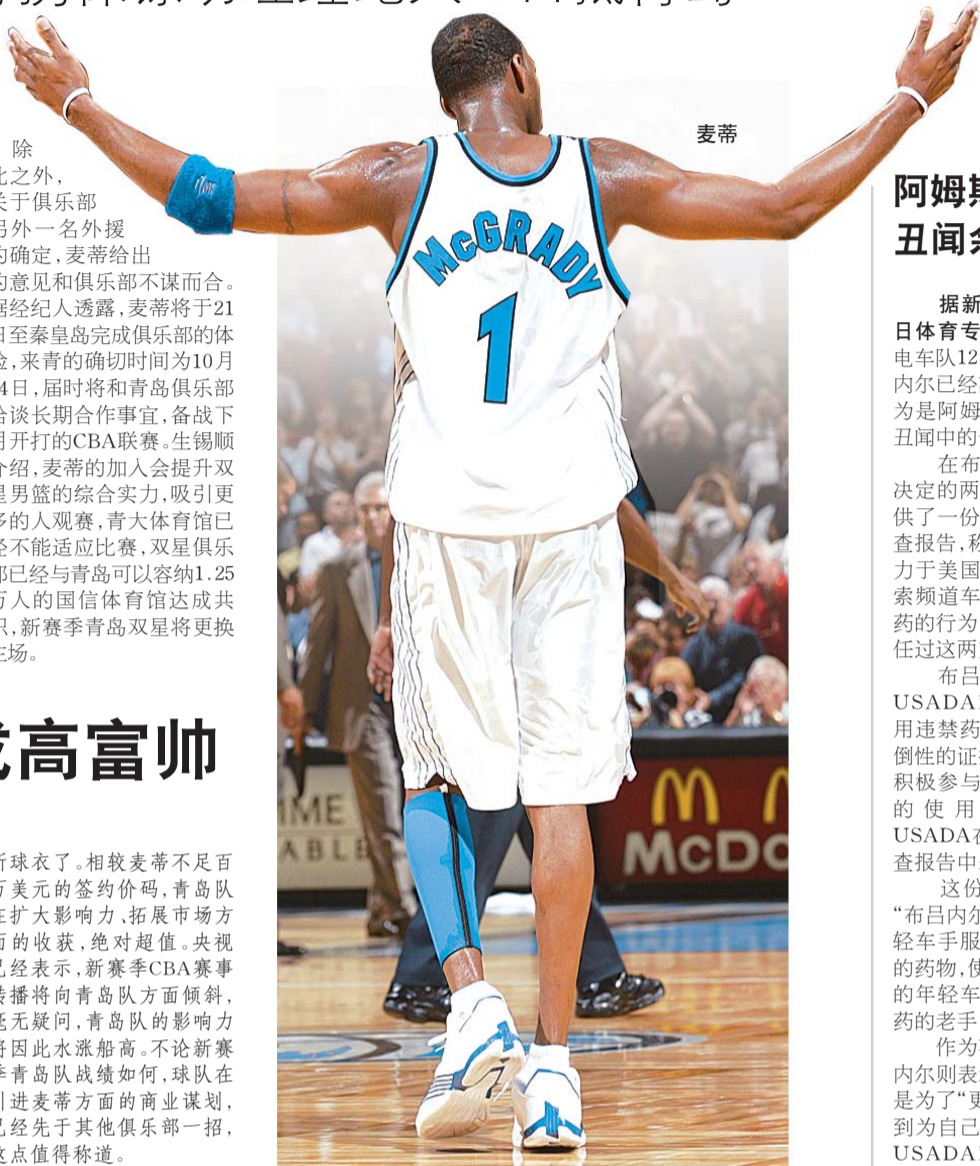 除
此之外,
关于俱乐部
另外一名外援
的确定,麦蒂给出
的意见和俱乐部不谋而合。
据经纪人透露,麦蒂将于21
日至秦皇岛完成俱乐部的体
验,来青的确切时间为10月
4日,届时将和青岛俱乐部
洽谈长期合作事宜,备战下
月开打的CBA联赛。生锡顺
介绍,麦蒂的加入会提升双
星男篮的综合实力,吸引更
多的人观赛,青大体育馆已
经不能适应比赛,双星俱乐
部已经与青岛可以容纳1.25
万人的国信体育馆达成共
识,新赛季青岛双星将更换
主场。
成高富帅
新球衣了。相较麦蒂不足百
万美元的签约价码,青岛队
在扩大影响力、拓展市场方
面的收获,绝对超值。央视
已经表示,新赛季CBA赛事
转播将向青岛队方面倾斜,
毫无疑问,青岛队的影响力
将因此水涨船高。不论新赛
季青岛队战绩如何,球队在
引进麦蒂方面的商业谋划,
已经先于其他俱乐部一招,
这点值得称道。
麦蒂
McGRADY
1
TIME
ABLE
McDo
阿姆斯
丑闻余
据新
日体育专
电车队12
内尔已经
为是阿姆
丑闻中的
在布
决定的两
供了一份
查报告,称
力于美国
索频道车
药的行为
任过这两
布吕
USADA
用违禁药
倒性的证
积极参与
的使用
USADA在
查报告中
这份
“布吕内尔
轻车手服
的药物,使
的年轻车
药的老手
作为
内尔则表
是为了“更
到为自己
USADA